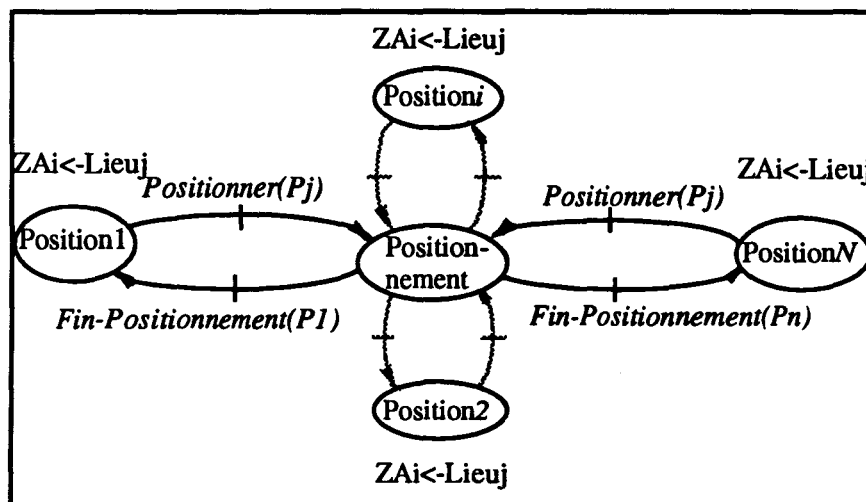 ZAi<-Lieuj
Positioni
ZAi<-Lieuj
Positionner(Pj)
Positionner(Pj)
ZAi<-Lieuj
Position1
Position-
nement
PositionN
Fin-Positionnement(P1)
Fin-Positionnement(Pn)
Position2
ZAi<-Lieuj